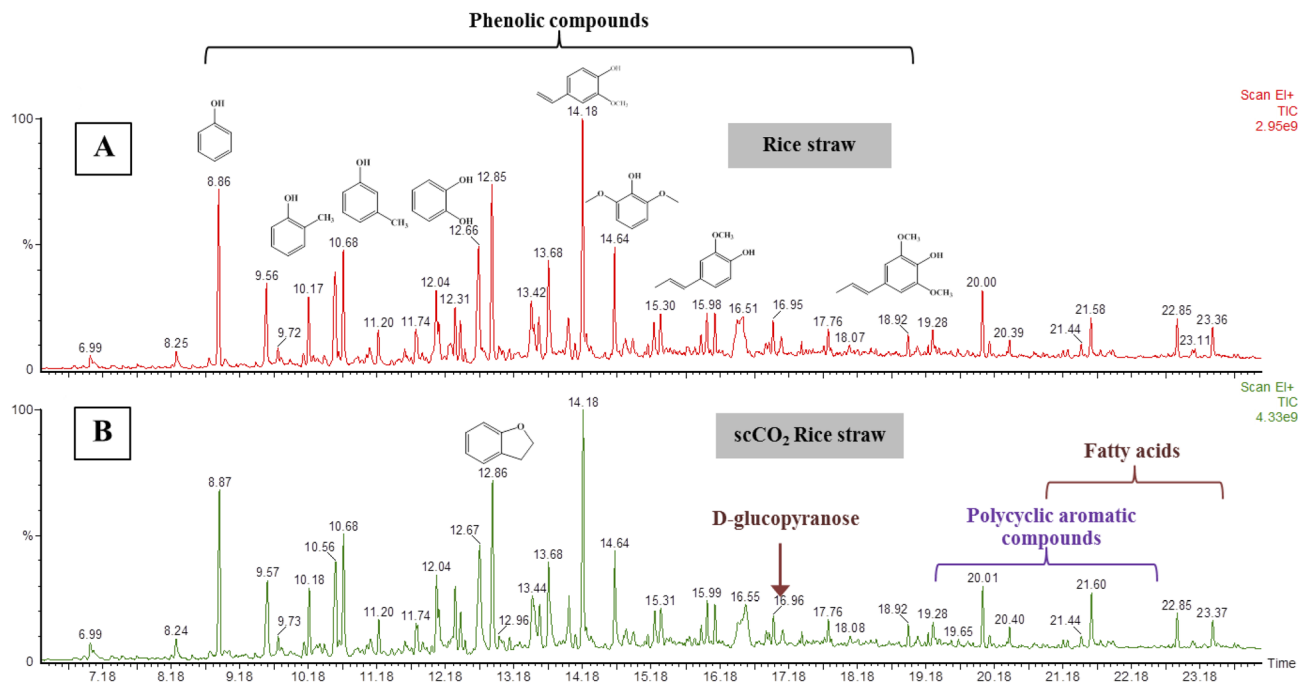 Phenolic compounds
Scan EI+
TIC
2.95e9
A
Rice straw
100
%
0
OH
OH
CH3
OH
CH3
OH
OH
OH
OCH3
OH
O
O
OCH3
OH
OCH3
OH
OCH3
6.99
8.25
8.86
9.56
9.72
10.17
10.68
11.20
11.74
12.04
12.31
12.66
12.85
13.42
13.68
14.18
14.64
15.30
15.98
16.51
16.95
17.76
18.07
18.92
19.28
20.00
20.39
21.44
21.58
22.85
23.11
23.36
Scan EI+
TIC
4.33e9
B
scCO2 Rice straw
Fatty acids
Polycyclic aromatic
compounds
D-glucopyranose
O
100
%
0
6.99
8.24
8.87
9.57
9.73
10.18
10.56
10.68
11.20
11.74
12.04
12.67
12.86
12.96
13.44
13.68
14.18
14.64
15.31
15.99
16.55
16.96
17.76
18.08
18.92
19.28
19.65
20.01
20.40
21.44
21.60
22.85
23.37
7.18 8.18 9.18 10.18 11.18 12.18 13.18 14.18 15.18 16.18 17.18 18.18 19.18 20.18 21.18 22.18 23.18 Time